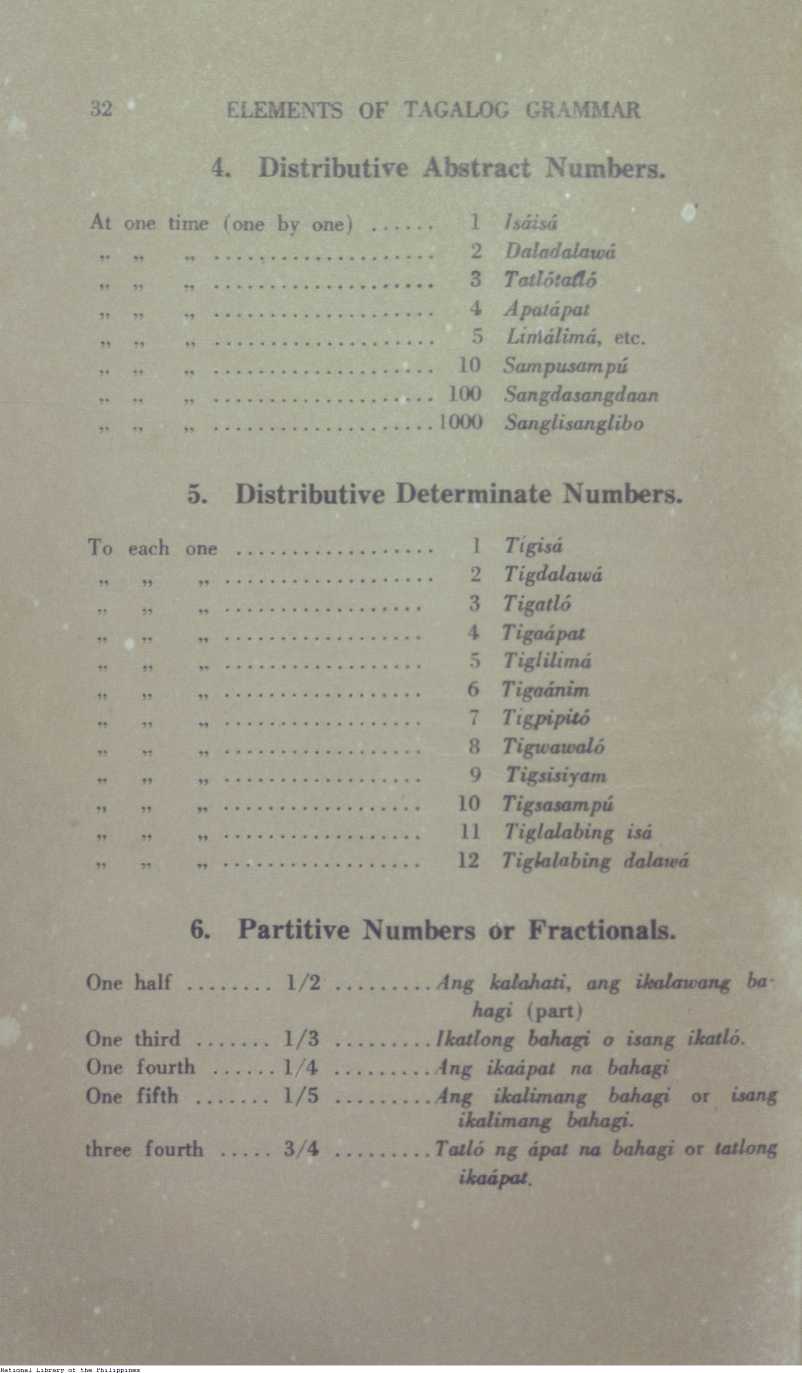 32 ELEMENTS OF TAGALOG GRAMMAR
4. Distributive Abstract Numbers.
At one time (one by one) ...... 1 Isáisá
„ „ „ .................... 2 Daladalawá
„ „ „ .................... 3 Tatlótatló
„ „ „ .................... 4 Apatápat
„ „ „ .................... 5 Limálimá, etc.
„ „ „ .................... 10 Sampusampú
„ „ „ .................... 100 Sangdasangdaan
„ „ „ .................... 1000 Sanglisanglibo
5. Distributive Determinate Numbers.
To each one .................. 1 Tigisá
„ „ „ ................... 2 Tigdalawá
„ „ „ .................. 3 Tigatló
„ „ „ .................. 4 Tigaápat
„ „ „ .................. 5 Tiglilimá
„ „ „ .................. 6 Tigaánim
„ „ „ .................. 7 Tigpipitó
„ „ „ .................. 8 Tigwawaló
„ „ „ .................. 9 Tigsisiyam
„ „ „ .................. 10 Tigsasampú
„ „ „ .................. 11 Tiglalabing isá
„ „ „ .................. 12 Tiglalabing dalawá
6. Partitive Numbers or Fractionals.
One half ........ 1/2 ......... Ang kalahati, ang ikalawang ba-
hagi (part)
One third ....... 1/3 ......... Ikatlong bahagi o isang ikatló.
One fourth ...... 1/4 ......... Ang ikaápat na bahagi
One fifth ....... 1/5 ......... Ang ikalimang bahagi or isang
ikalimang bahagi.
three fourth ..... 3/4 ......... Tatló ng ápat na bahagi or tatlong
ikaápat.
National Library of the Philippines